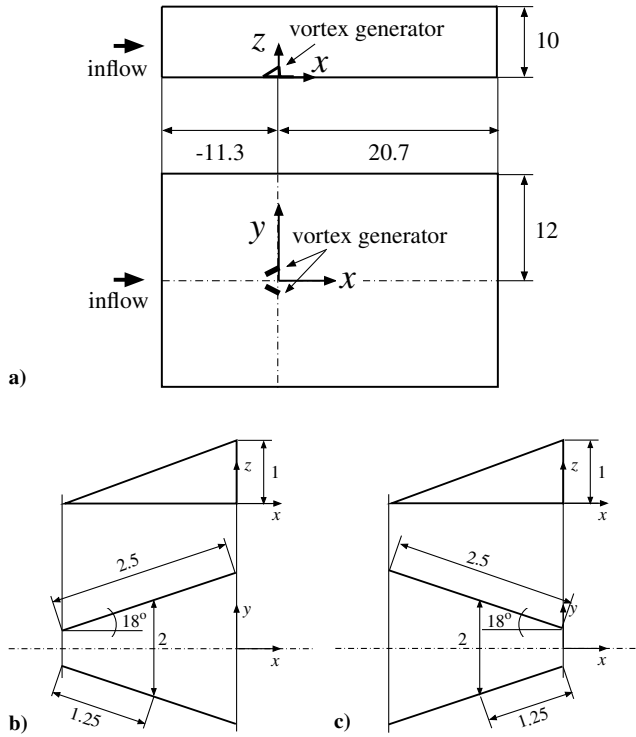 vortex generator
z
x
10
inflow
-11.3
20.7
y
vortex generator
12
x
inflow
a)
z
1
x
2.5
y
18°
2
x
1.25
b)
z
1
x
2.5
y
18°
2
x
1.25
c)